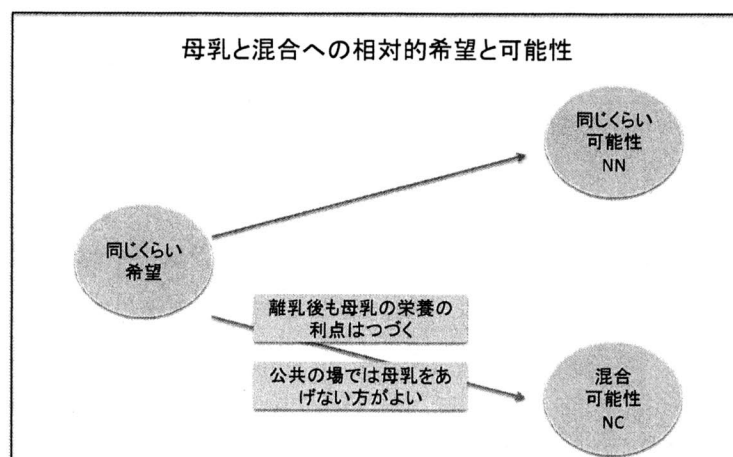 母乳と混合への相対的希望と可能性
同じくらい
可能性
NN
同じくらい
希望
離乳後も母乳の栄養の
利点はつづく
公共の場では母乳をあ
げない方がよい
混合
可能性
NC